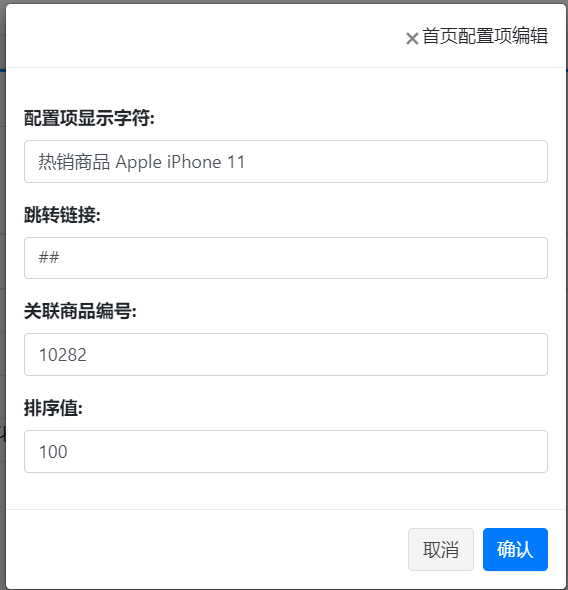 ×首页配置项编辑
配置项显示字符:
热销商品 Apple iPhone 11
跳转链接:
##
关联商品编号:
10282
排序值:
100
取消 确认